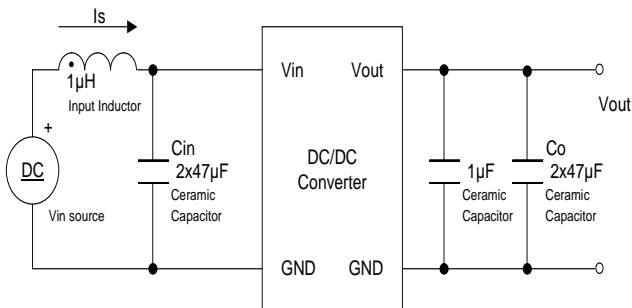 Is
1µH
Input Inductor
+
DC
Vin source
Cin
2x47µF
Ceramic
Capacitor
Vin
Vout
DC/DC
Converter
GND
GND
1µF
Ceramic
Capacitor
Co
2x47µF
Ceramic
Capacitor
Vout